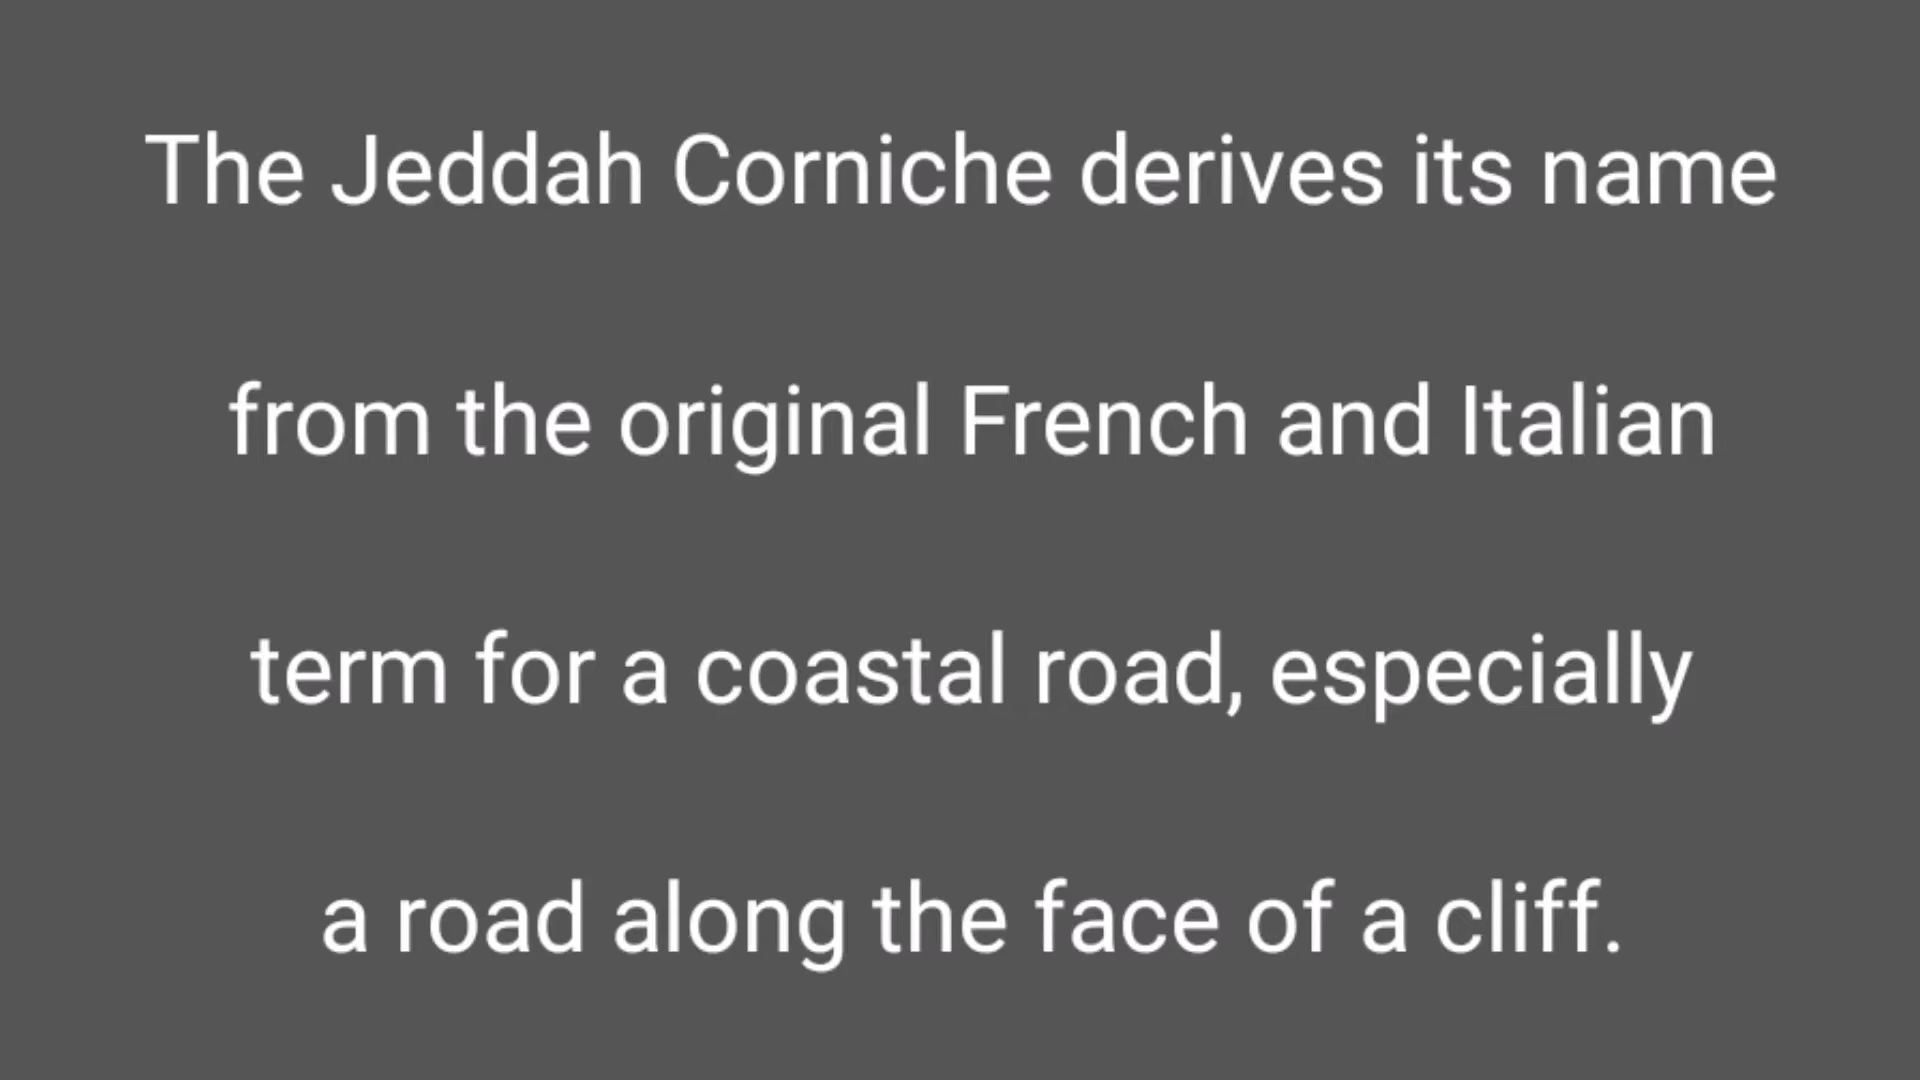 The Jeddah Corniche derives its name
from the original French and Italian
term for a coastal road, especially
a road along the face of a cliff.